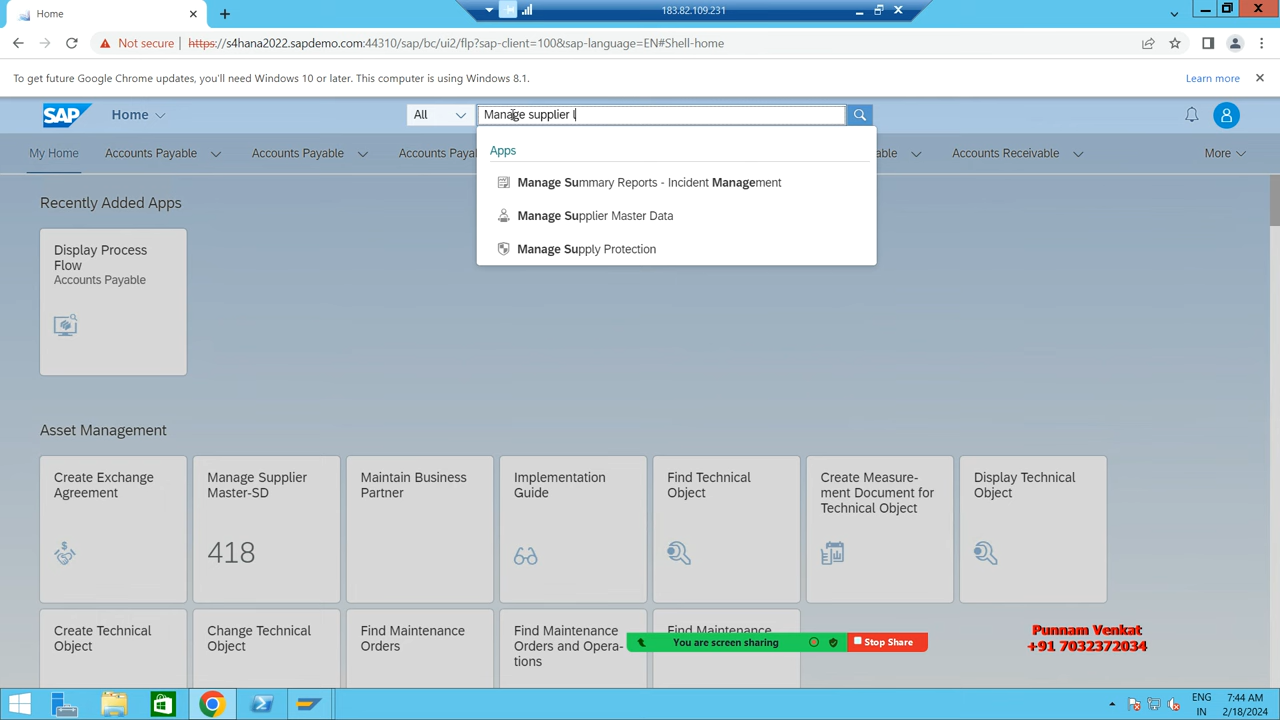 Home
183.82.109.231
Not secure
https://s4hana2022.sapdemo.com:44310/sap/bc/ui2/flp?sap-client=100&sap-language=EN#Shell-home
To get future Google Chrome updates, you'll need Windows 10 or later. This computer is using Windows 8.1.
Learn more
SAP
Home
All
Manage supplier l
My Home
Accounts Payable
Accounts Payable
Accounts Paya
able
Accounts Receivable
More
Apps
Manage Summary Reports - Incident Management
Manage Supplier Master Data
Manage Supply Protection
Recently Added Apps
Display Process
Flow
Accounts Payable
Asset Management
Create Exchange
Agreement
Manage Supplier
Master-SD
418
Maintain Business
Partner
Implementation
Guide
Find Technical
Object
Create Measure-
ment Document for
Technical Object
Display Technical
Object
Create Technical
Object
Change Technical
Object
Find Maintenance
Orders
Find Maintenance
Orders and Opera-
tions
Find Maintenance
You are screen sharing
Stop Share
Punnam Venkat
+91 7032372034
ENG
IN
7:44 AM
2/18/2024